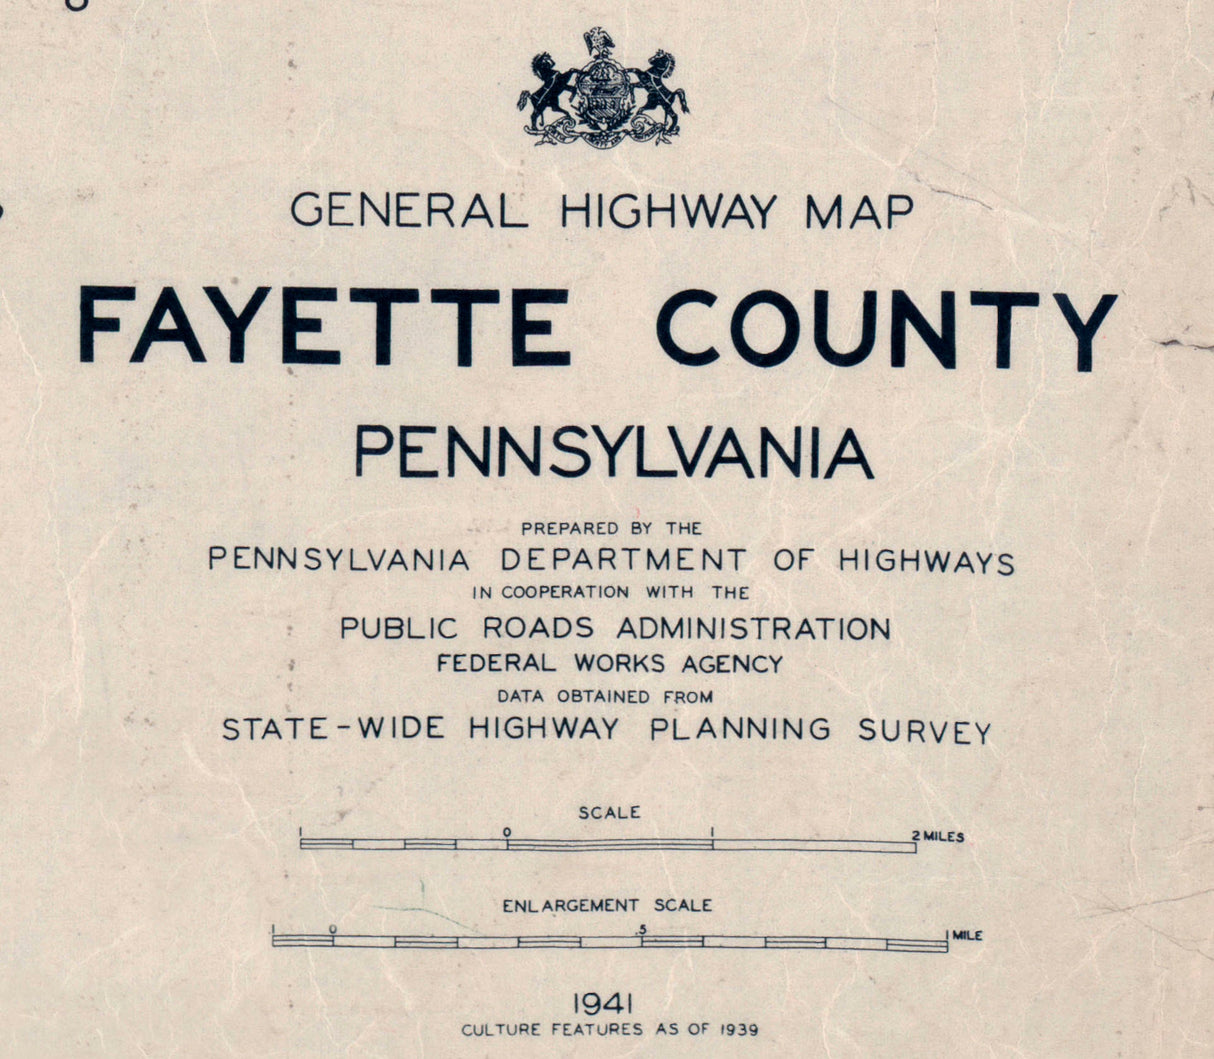 GENERAL HIGHWAY MAP
FAYETTE COUNTY
PENNSYLVANIA
PREPARED BY THE
PENNSYLVANIA DEPARTMENT OF HIGHWAYS
IN COOPERATION WITH THE
PUBLIC ROADS ADMINISTRATION
FEDERAL WORKS AGENCY
DATA OBTAINED FROM
STATE-WIDE HIGHWAY PLANNING SURVEY
SCALE
1 0 1 2 MILES
ENLARGEMENT SCALE
.1 0 .5 1 MILE
1941
CULTURE FEATURES AS OF 1939